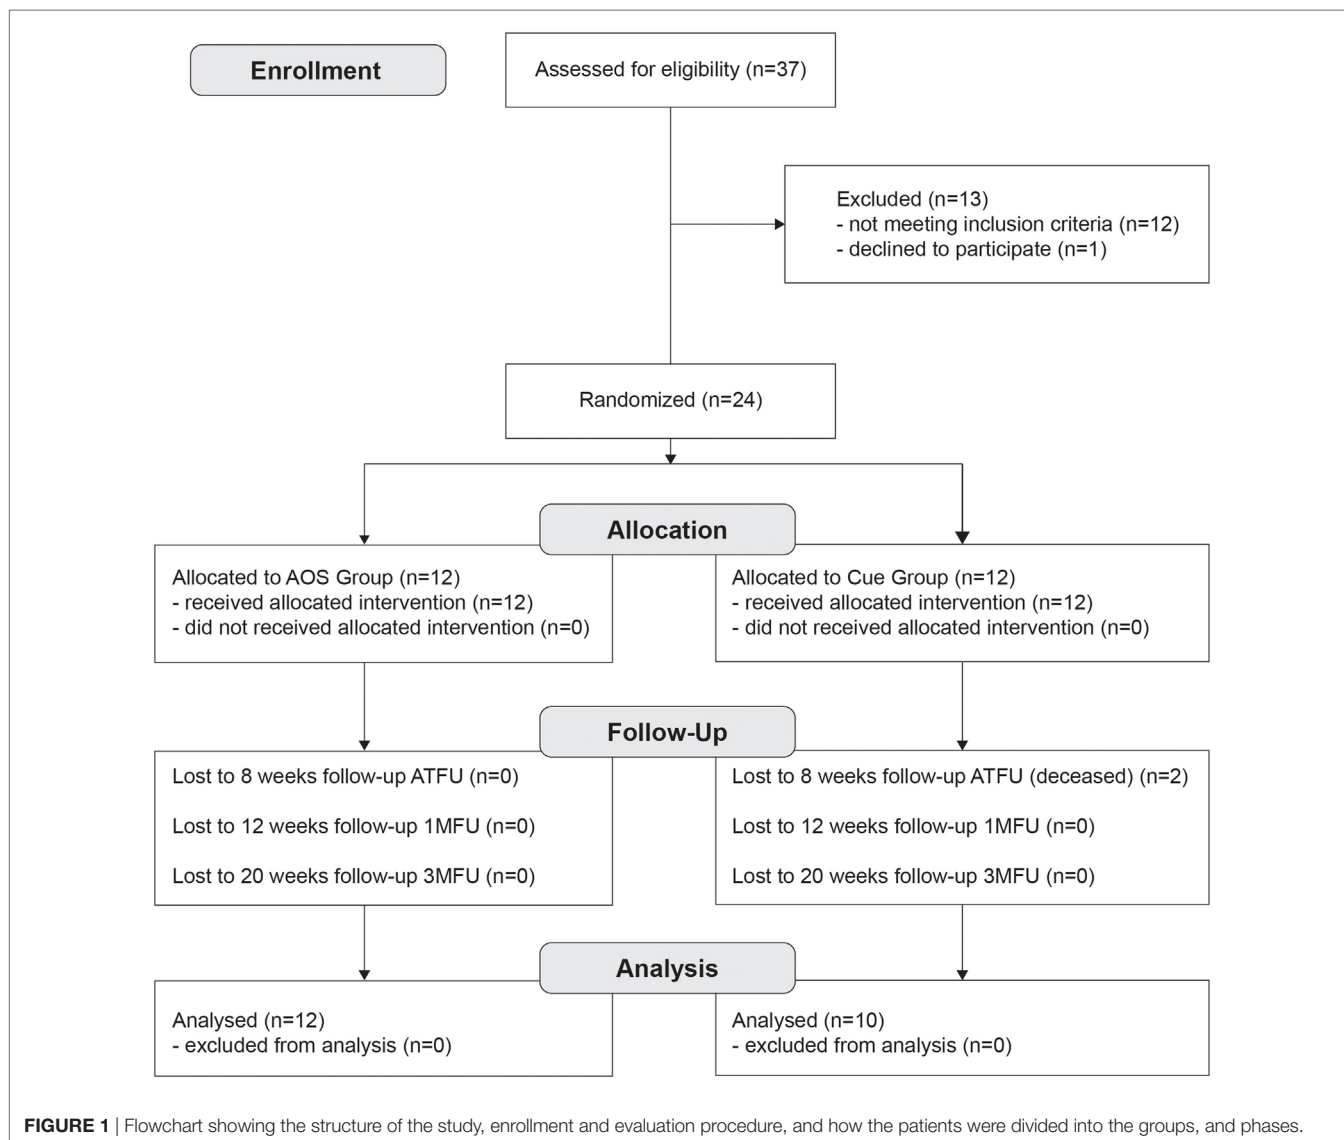 Enrollment
Assessed for eligibility (n=37)
Excluded (n=13)
- not meeting inclusion criteria (n=12)
- declined to participate (n=1)
Randomized (n=24)
Allocation
Allocated to AOS Group (n=12)
- received allocated intervention (n=12)
- did not received allocated intervention (n=0)
Allocated to Cue Group (n=12)
- received allocated intervention (n=12)
- did not received allocated intervention (n=0)
Follow-Up
Lost to 8 weeks follow-up ATFU (n=0)
Lost to 12 weeks follow-up 1MFU (n=0)
Lost to 20 weeks follow-up 3MFU (n=0)
Lost to 8 weeks follow-up ATFU (deceased) (n=2)
Lost to 12 weeks follow-up 1MFU (n=0)
Lost to 20 weeks follow-up 3MFU (n=0)
Analysis
Analysed (n=12)
- excluded from analysis (n=0)
Analysed (n=10)
- excluded from analysis (n=0)
FIGURE 1 | Flowchart showing the structure of the study, enrollment and evaluation procedure, and how the patients were divided into the groups, and phases.